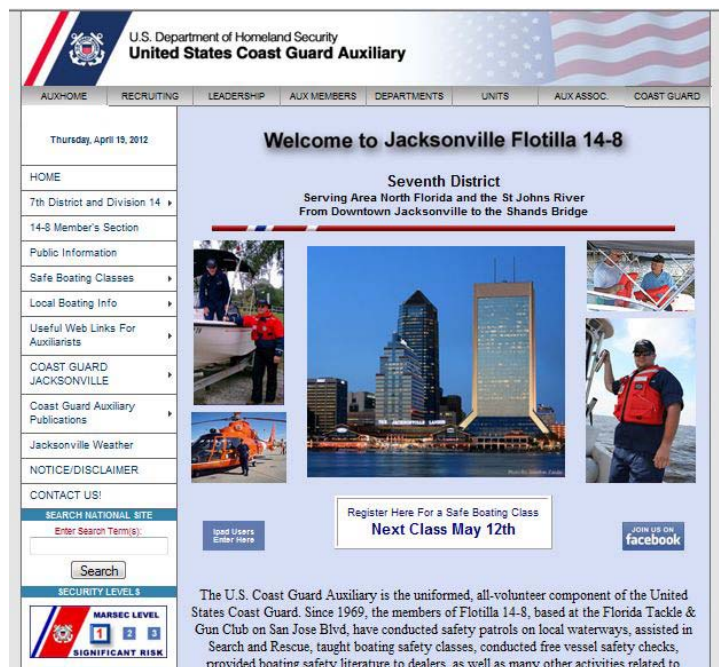 U.S. Department of Homeland Security
United States Coast Guard Auxiliary
AUXHOME
RECRUITING
LEADERSHIP
AUX MEMBERS
DEPARTMENTS
UNITS
AUX ASSOC.
COAST GUARD
Thursday, April 19, 2012
HOME
7th District and Division 14
14-8 Member's Section
Public Information
Safe Boating Classes
Local Boating Info
Useful Web Links For
Auxiliarists
COAST GUARD
JACKSONVILLE
Coast Guard Auxiliary
Publications
Jacksonville Weather
NOTICE/DISCLAIMER
CONTACT US!
SEARCH NATIONAL SITE
Enter Search Term(s):
Search
SECURITY LEVELS
MARSEC LEVEL
1 2 3
SIGNIFICANT RISK
Welcome to Jacksonville Flotilla 14-8
Seventh District
Serving Area North Florida and the St Johns River
From Downtown Jacksonville to the Shands Bridge
THE JACKSONVILLE LANDING
Ipad Users
Enter Here
Register Here For a Safe Boating Class
Next Class May 12th
JOIN US ON
facebook
The U.S. Coast Guard Auxiliary is the uniformed, all-volunteer component of the United
States Coast Guard. Since 1969, the members of Flotilla 14-8, based at the Florida Tackle &
Gun Club on San Jose Blvd, have conducted safety patrols on local waterways, assisted in
Search and Rescue, taught boating safety classes, conducted free vessel safety checks,
provided boating safety literature to dealers, as well as many other activities related to